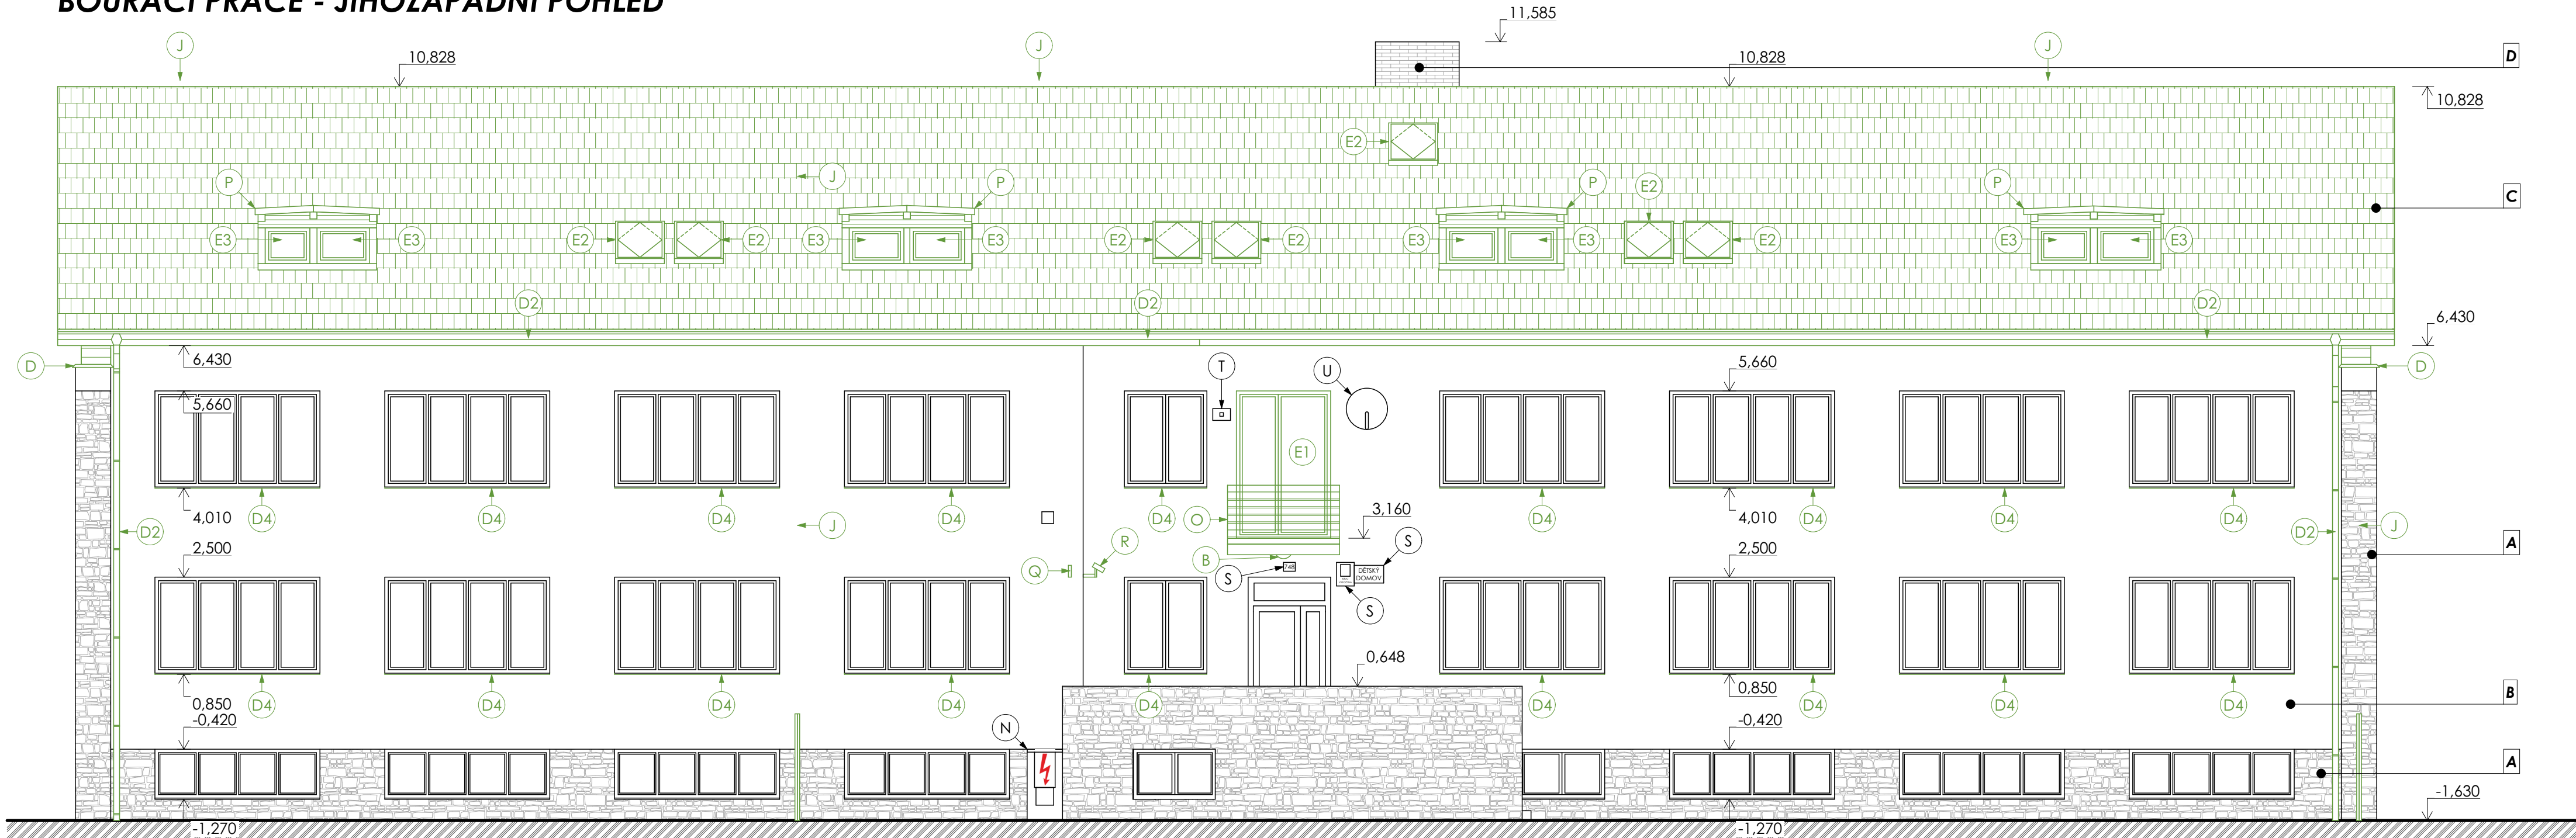 BOURACÍ PRÁCE - JIHOZÁPADNÍ POHLED
11,585
J
J
J
10,828
10,828
D
10,828
E2
J
P
P
P
E2
P
C
E3
E3
E2
E2
E3
E3
E2
E2
E3
E3
E2
E3
E3
D2
D2
D2
6,430
6,430
5,660
D
T
U
D
5,660
E1
4,010
D4
D4
D4
D4
D4
O
3,160
D4
4,010
D4
D4
D4
D2
J
D2
J
A
2,500
Q
R
B
S
2,500
S
748
DĚTSKÝ
DOMOV
S
0,648
0,850
D4
D4
D4
D4
D4
D4
0,850
D4
D4
D4
B
-0,420
N
-0,420
A
-1,630
-1,270
-1,270